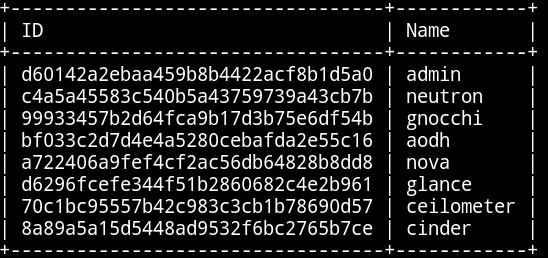 +----------------------------------+------------+
| ID                               | Name       |
+----------------------------------+------------+
| d60142a2ebaa459b8b4422acf8b1d5a0 | admin      |
| c4a5a45583c540b5a43759739a43cb7b | neutron    |
| 99933457b2d64fca9b17d3b75e6df54b | gnocchi    |
| bf033c2d7d4e4a5280cebafda2e55c16 | aodh       |
| a722406a9fef4cf2ac56db64828b8dd8 | nova       |
| d6296fcefe344f51b2860682c4e2b961 | glance     |
| 70c1bc95557b42c983c3cb1b78690d57 | ceilometer |
| 8a89a5a15d5448ad9532f6bc2765b7ce | cinder     |
+----------------------------------+------------+